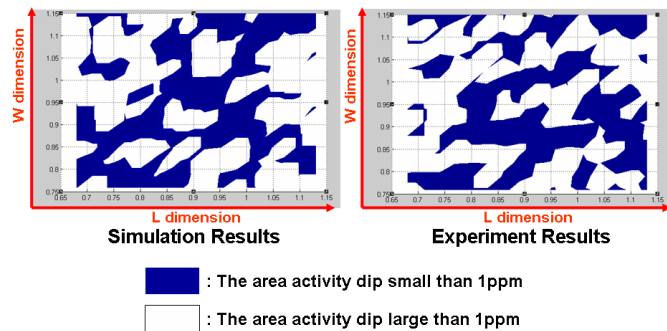 W dimension
1.15
1.1
1.05
1
0.95
0.9
0.85
0.8
0.75
0.65 0.7 0.75 0.8 0.85 0.9 0.95 1 1.05 1.1 1.15
L dimension
Simulation Results
W dimension
1.15
1.1
1.05
1
0.95
0.9
0.85
0.8
0.75
0.65 0.7 0.75 0.8 0.85 0.9 0.95 1 1.05 1.1 1.15
L dimension
Experiment Results
: The area activity dip small than 1ppm
: The area activity dip large than 1ppm